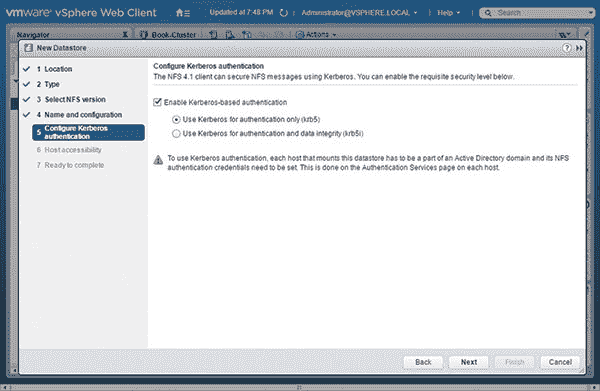 vmware® vSphere Web Client
Updated at 7:48 PM
Administrator@VSPHERE.LOCAL
Help
Search
Navigator
Book-Cluster
Actions
New Datastore
1 Location
2 Type
3 Select NFS version
4 Name and configuration
5 Configure Kerberos
authentication
6 Host accessibility
7 Ready to complete
Configure Kerberos authentication
The NFS 4.1 client can secure NFS messages using Kerberos. You can enable the requisite security level below.
Enable Kerberos-based authentication
Use Kerberos for authentication only (krb5)
Use Kerberos for authentication and data integrity (krb5i)
To use Kerberos authentication, each host that mounts this datastore has to be a part of an Active Directory domain and its NFS
authentication credentials need to be set. This is done on the Authentication Services page on each host.
Back
Next
Finish
Cancel